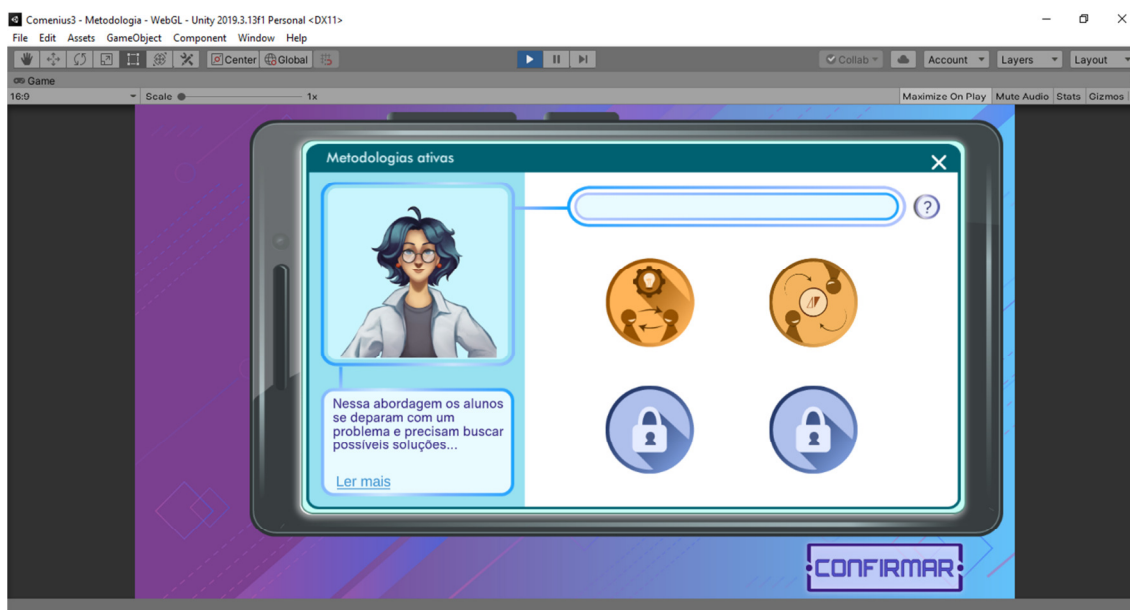 Comenius3 - Metodologia - WebGL - Unity 2019.3.13f1 Personal <DX11>
File Edit Assets GameObject Component Window Help
Center Global Collab Account Layers Layout
Game
16:9 Scale 1x Maximize On Play Mute Audio Stats Gizmos
Metodologias ativas
?
Nessa abordagem os alunos
se deparam com um
problema e precisam buscar
possíveis soluções...
Ler mais
CONFIRMAR